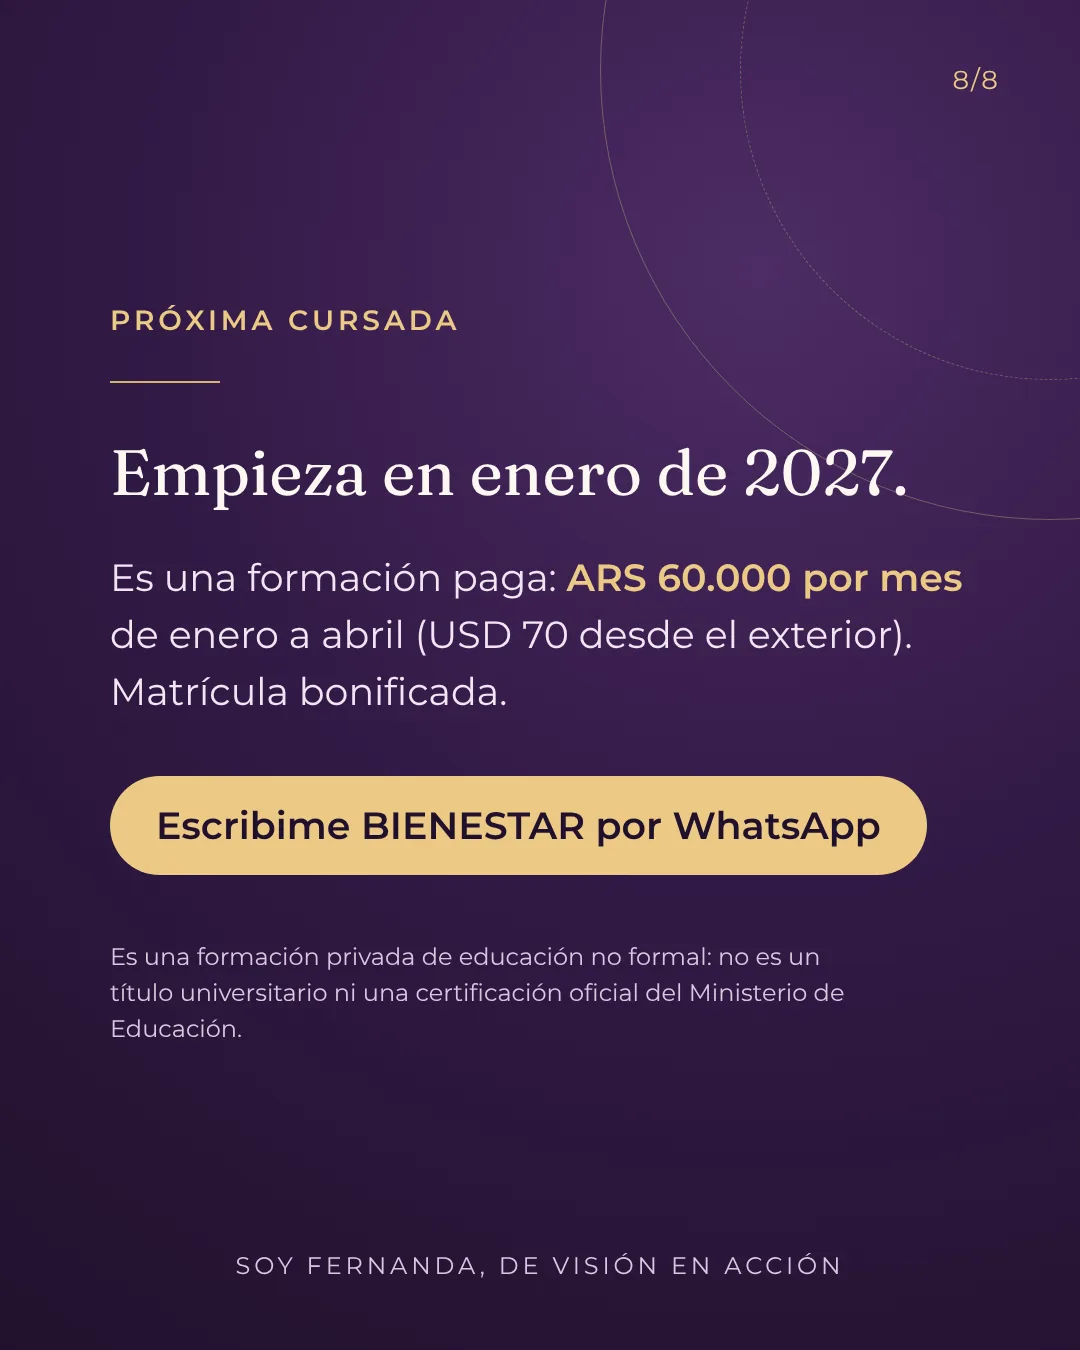 8/8
PRÓXIMA CURSADA
Empieza en enero de 2027.
Es una formación paga: ARS 60.000 por mes
de enero a abril (USD 70 desde el exterior).
Matrícula bonificada.
Escribime BIENESTAR por WhatsApp
Es una formación privada de educación no formal: no es un
título universitario ni una certificación oficial del Ministerio de
Educación.
SOY FERNANDA, DE VISIÓN EN ACCIÓN